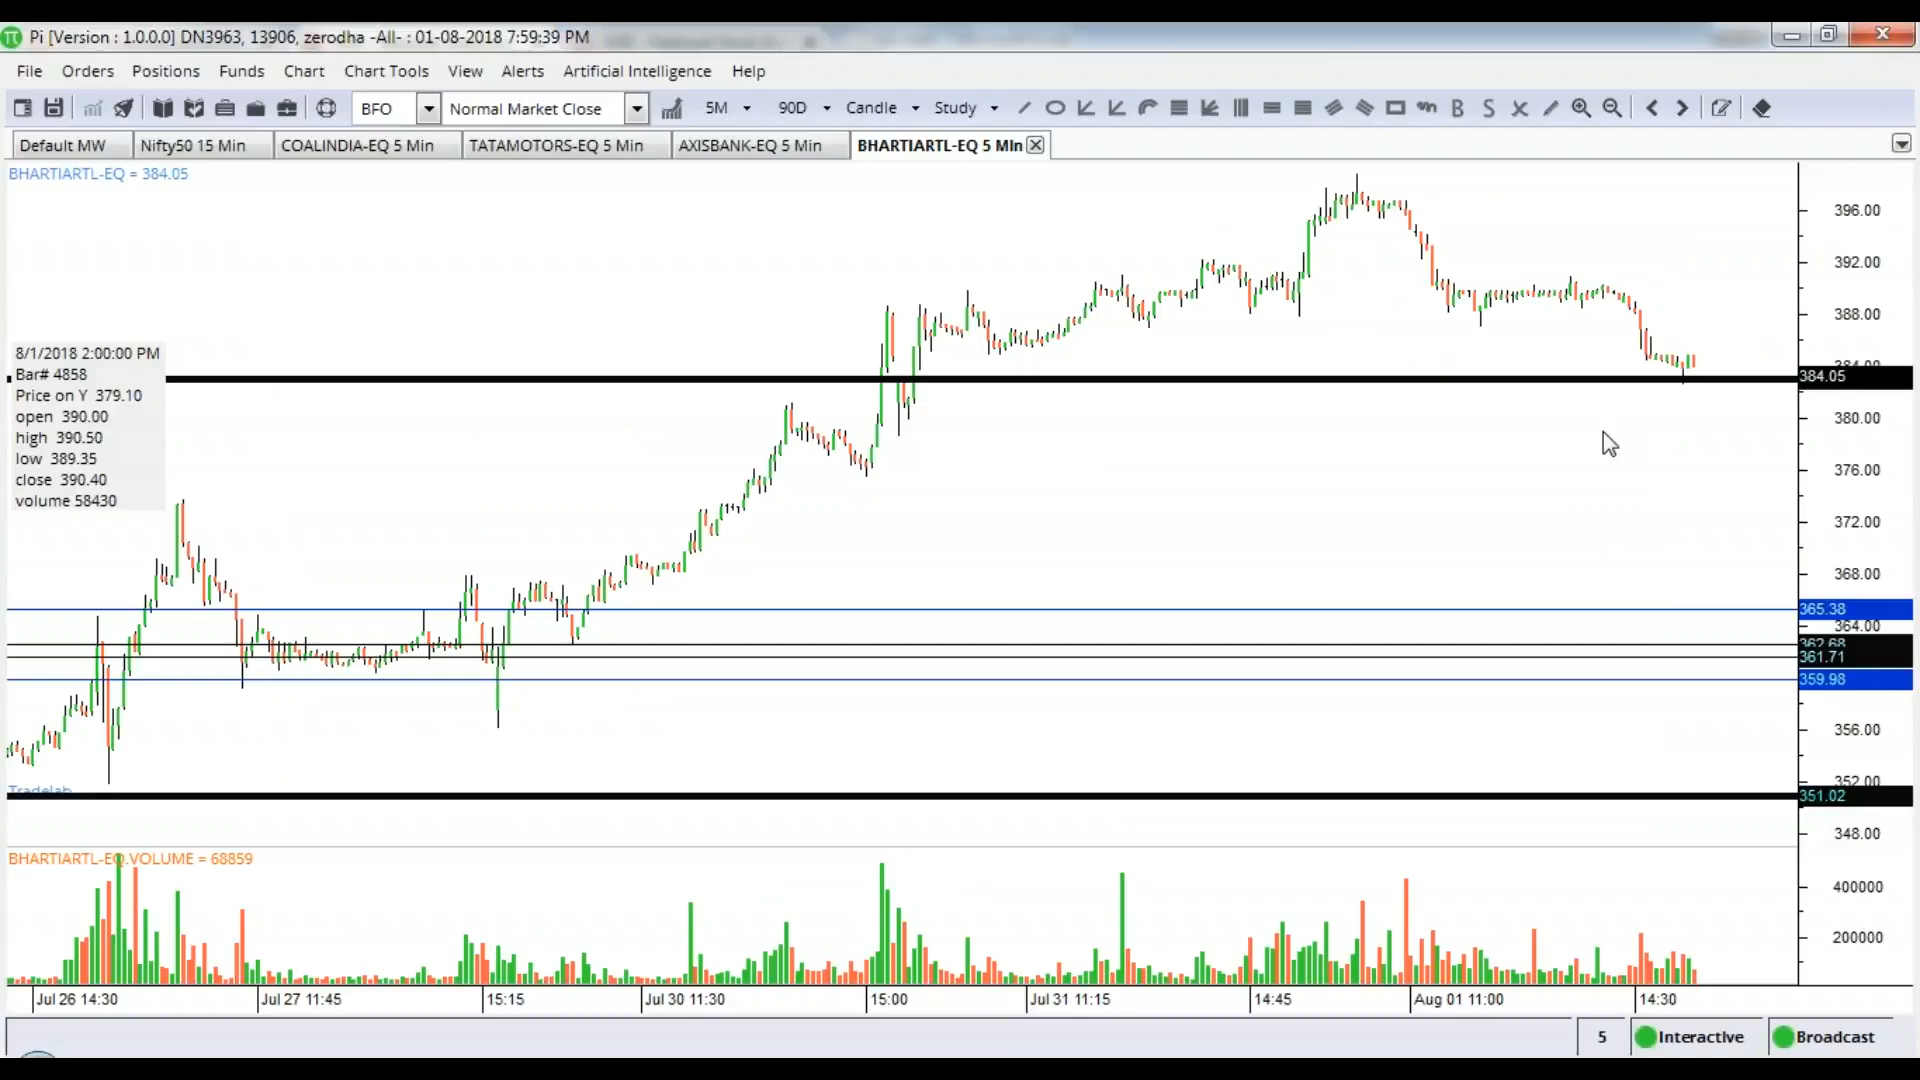 Pi [Version : 1.0.0.0] DN3963, 13906, zerodha -All- : 01-08-2018 7:59:39 PM
File Orders Positions Funds Chart Chart Tools View Alerts Artificial Intelligence Help
BFO Normal Market Close 5M 90D Candle Study B S
Default MW Nifty50 15 Min COALINDIA-EQ 5 Min TATAMOTORS-EQ 5 Min AXISBANK-EQ 5 Min BHARTIARTL-EQ 5 Min
BHARTIARTL-EQ = 384.05
396.00
392.00
388.00
8/1/2018 2:00:00 PM
Bar# 4858
Price on Y 379.10
open 390.00
high 390.50
low 389.35
close 390.40
volume 58430
384.00
384.05
380.00
376.00
372.00
368.00
365.38
364.00
362.68
361.71
359.98
356.00
352.00
Tradelab
351.02
348.00
BHARTIARTL-EQ.VOLUME = 68859
400000
200000
Jul 26 14:30 Jul 27 11:45 15:15 Jul 30 11:30 15:00 Jul 31 11:15 14:45 Aug 01 11:00 14:30
5 Interactive Broadcast